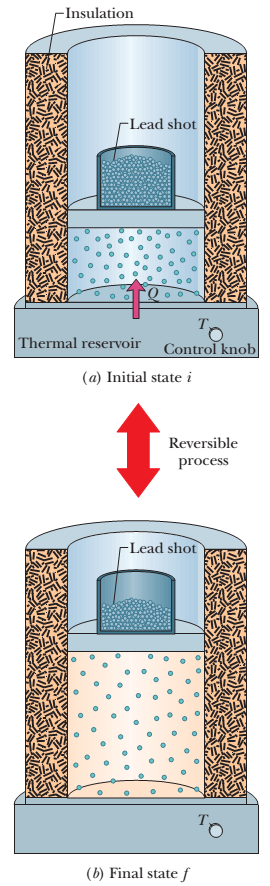 Insulation
Lead shot
Q
T
Thermal reservoir
Control knob
(a) Initial state i
Reversible
process
Lead shot
T
(b) Final state f